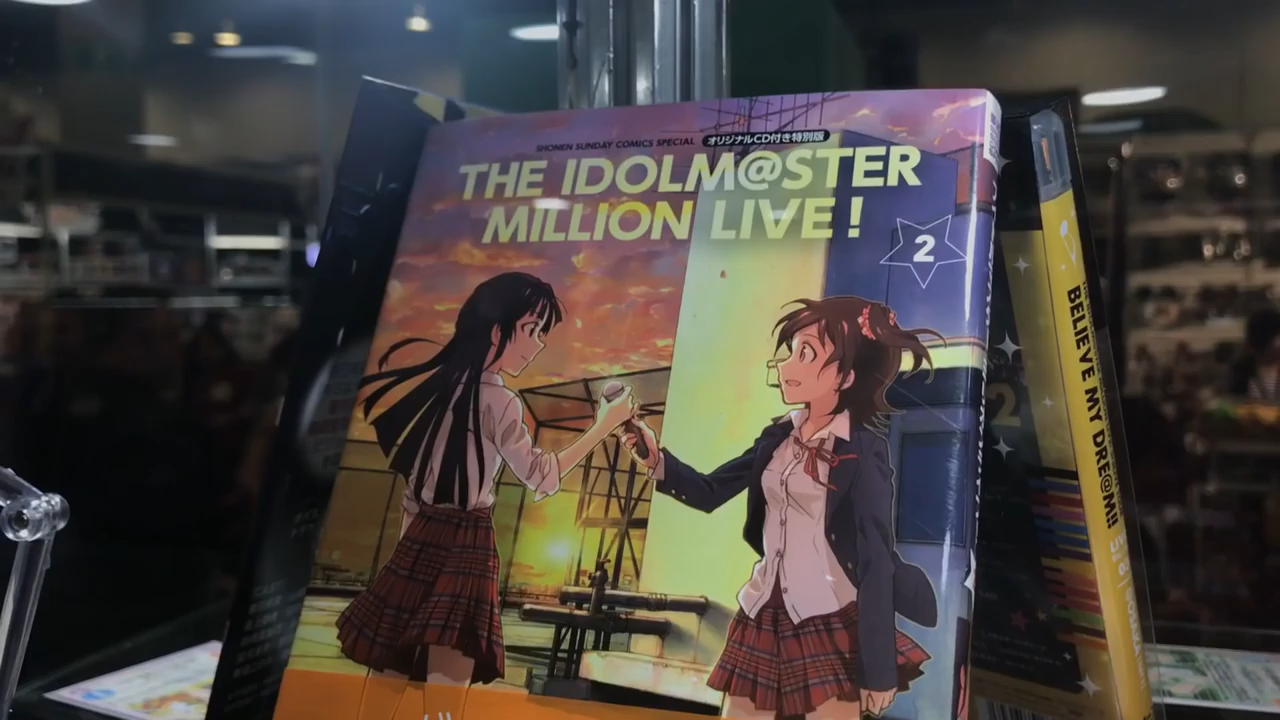 SHONEN SUNDAY COMICS SPECIAL オリジナルCD付き特別版
THE IDOLM@STER
MILLION LIVE !
2
BELIEVE MY DRE@M!!